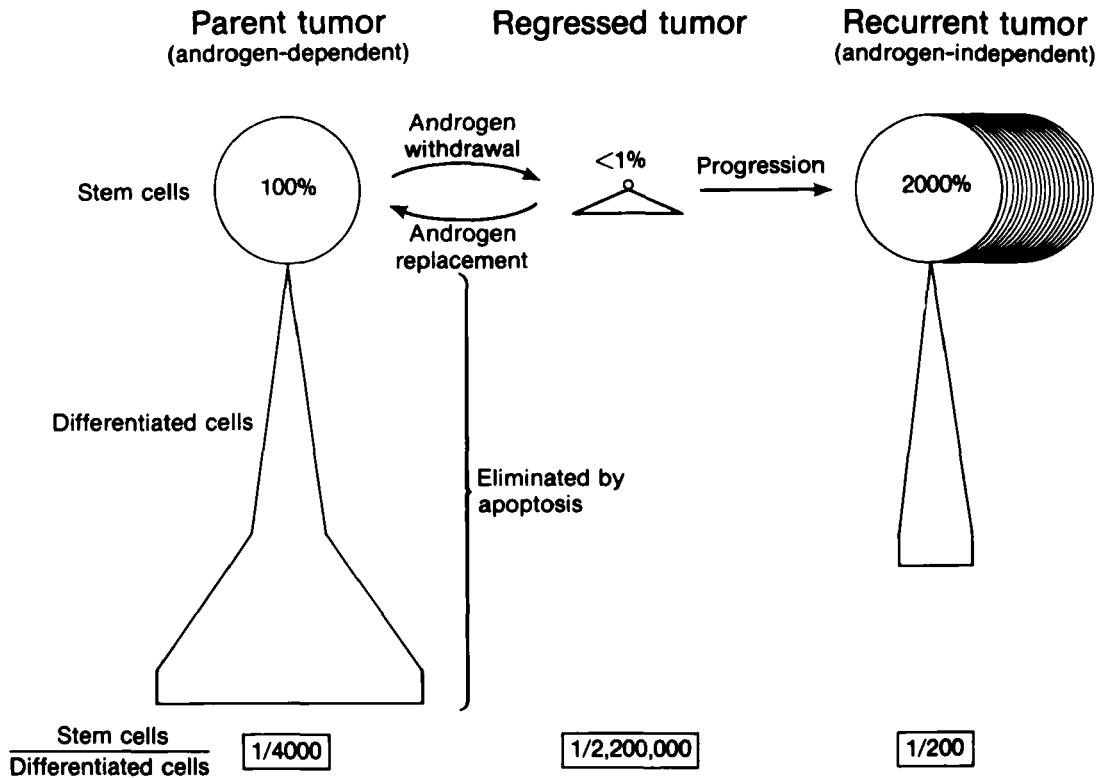 Parent tumor
(androgen-dependent)
Regressed tumor
Recurrent tumor
(androgen-independent)
Stem cells
100%
Androgen
withdrawal
Androgen
replacement
<1%
Progression
2000%
Differentiated cells
Eliminated by
apoptosis
Stem cells
Differentiated cells
1/4000
1/2,200,000
1/200